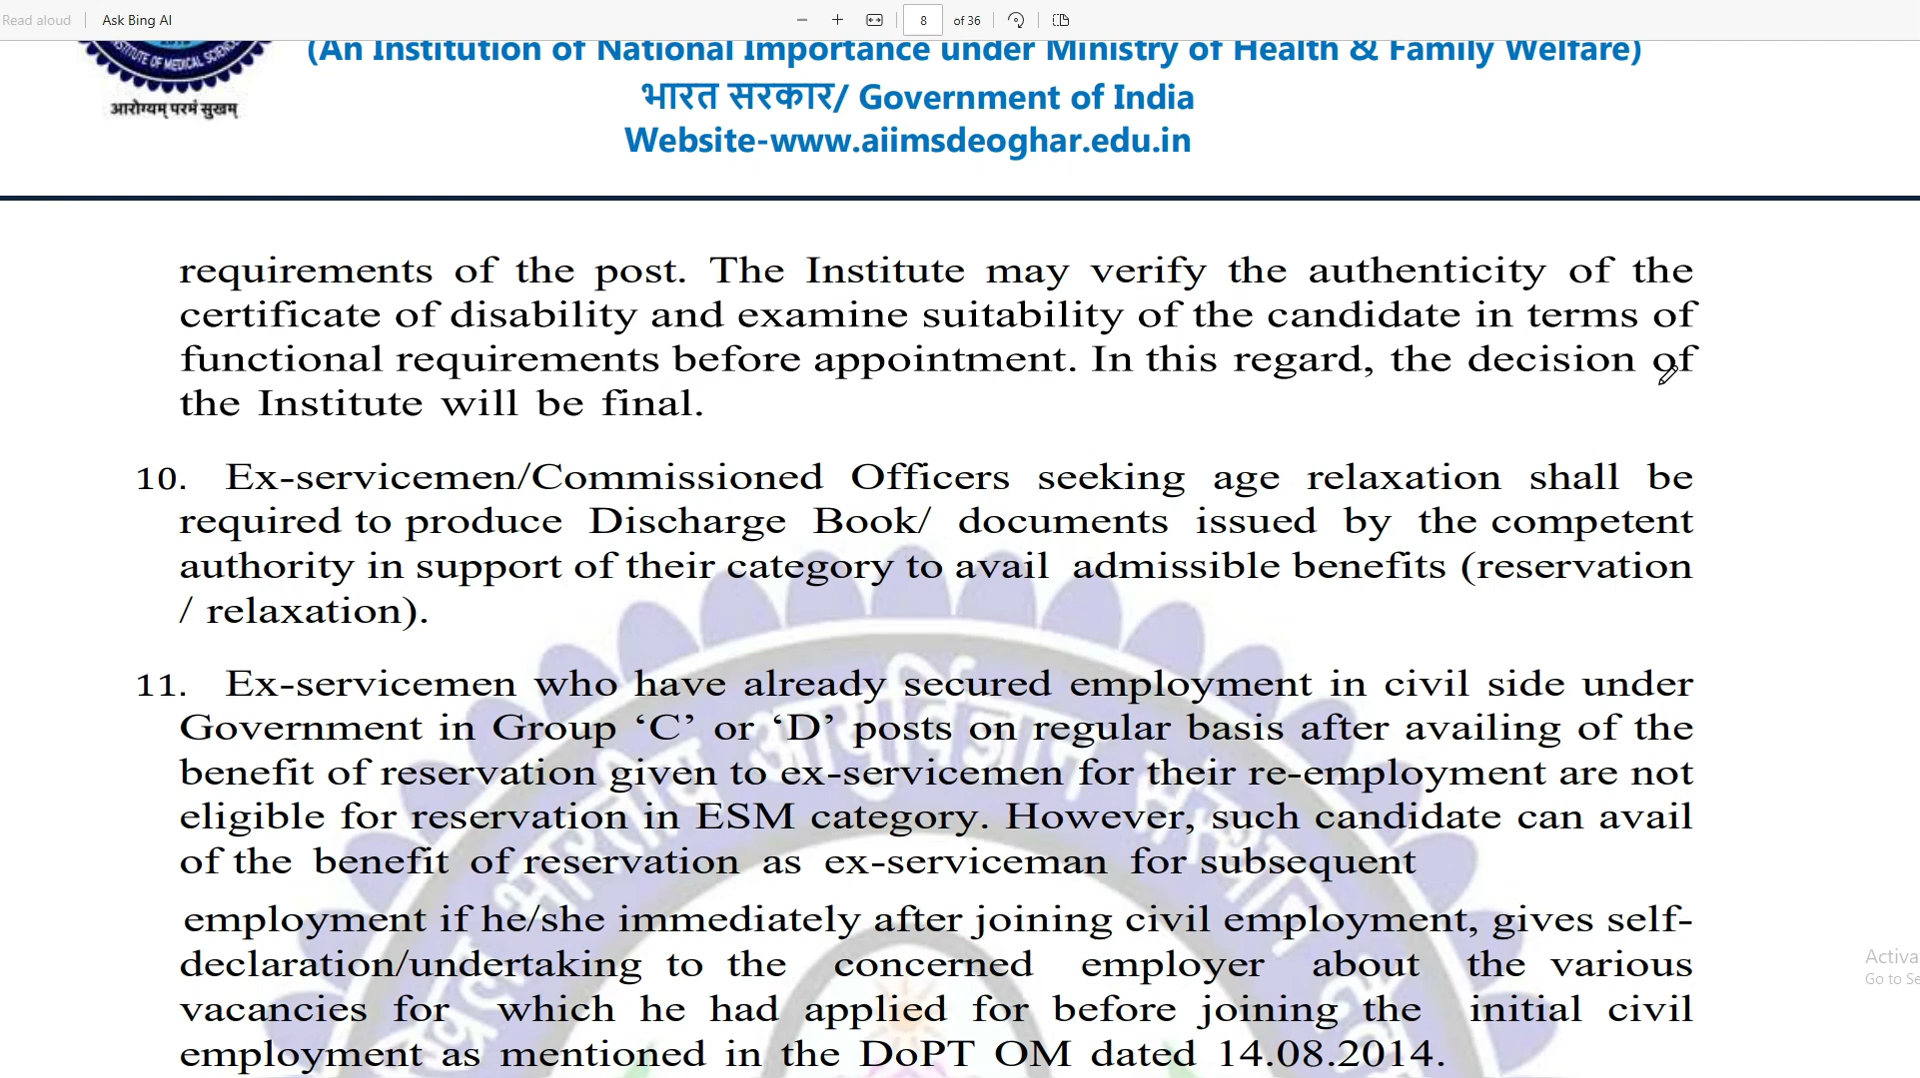 Read aloud
Ask Bing AI
8 of 36
(An Institution of National Importance under Ministry of Health & Family Welfare)
INSTITUTE OF MEDICAL SCIENCES
आरोग्यम् परमं सुखम्
भारत सरकार/ Government of India
Website-www.aiimsdeoghar.edu.in
requirements of the post. The Institute may verify the authenticity of the
certificate of disability and examine suitability of the candidate in terms of
functional requirements before appointment. In this regard, the decision of
the Institute will be final.
10. Ex-servicemen/Commissioned Officers seeking age relaxation shall be
required to produce Discharge Book/ documents issued by the competent
authority in support of their category to avail admissible benefits (reservation
/ relaxation).
11. Ex-servicemen who have already secured employment in civil side under
Government in Group ‘C’ or ‘D’ posts on regular basis after availing of the
benefit of reservation given to ex-servicemen for their re-employment are not
eligible for reservation in ESM category. However, such candidate can avail
of the benefit of reservation as ex-serviceman for subsequent
employment if he/she immediately after joining civil employment, gives self-
declaration/undertaking to the concerned employer about the various
vacancies for which he had applied for before joining the initial civil
employment as mentioned in the DoPT OM dated 14.08.2014.
भारतीय आयुर्विज्ञान संस्थान
Activa
Go to Se